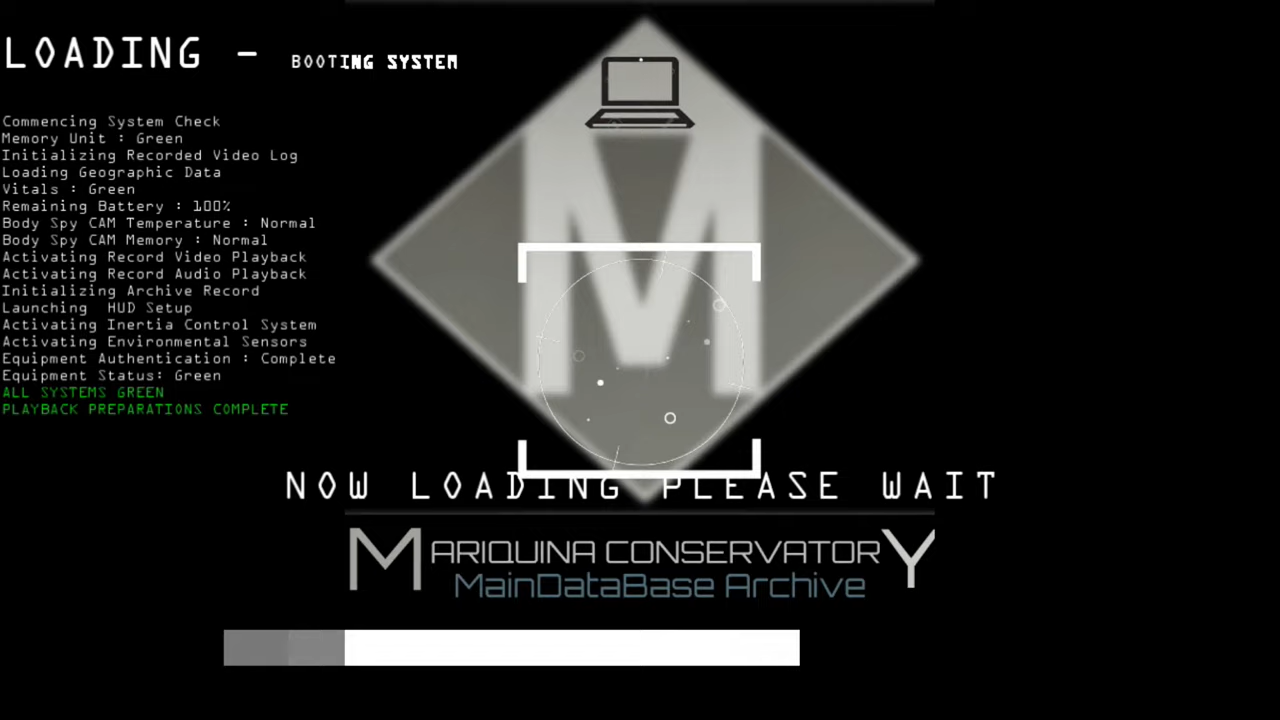 LOADING - BOOTING SYSTEM
Commencing System Check
Memory Unit : Green
Initializing Recorded Video Log
Loading Geographic Data
Vitals : Green
Remaining Battery : 100%
Body Spy CAM Temperature : Normal
Body Spy CAM Memory : Normal
Activating Record Video Playback
Activating Record Audio Playback
Initializing Archive Record
Launching  HUD Setup
Activating Inertia Control System
Activating Environmental Sensors
Equipment Authentication : Complete
Equipment Status: Green
ALL SYSTEMS GREEN
PLAYBACK PREPARATIONS COMPLETE
M
NOW LOADING PLEASE WAIT
MARIQUINA CONSERVATORY
MainDataBase Archive